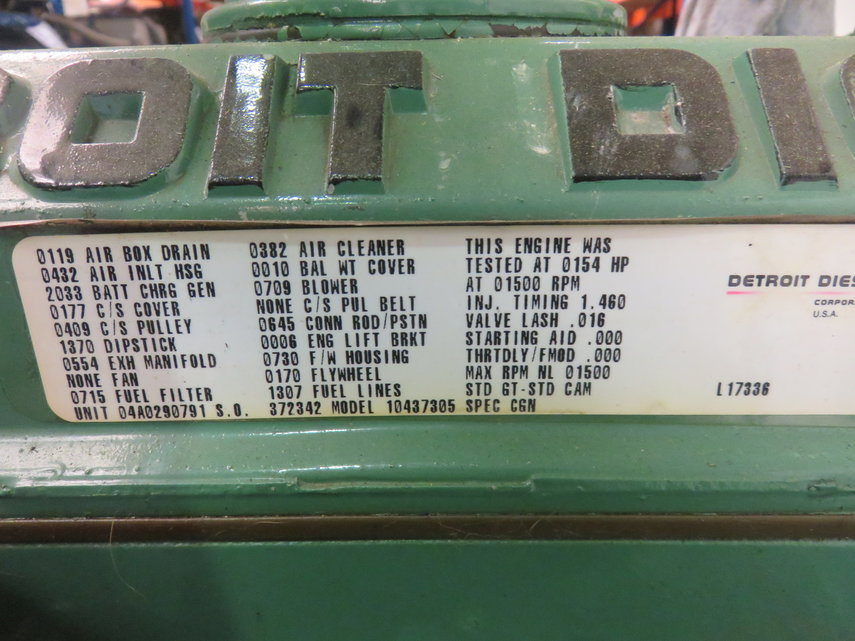 OIT DI
0119 AIR BOX DRAIN
0432 AIR INLT HSG
2033 BATT CHRG GEN
0177 C/S COVER
0409 C/S PULLEY
1370 DIPSTICK
0554 EXH MANIFOLD
NONE FAN
0715 FUEL FILTER
0382 AIR CLEANER
0010 BAL WT COVER
0709 BLOWER
NONE C/S PUL BELT
0645 CONN ROD/PSTN
0006 ENG LIFT BRKT
0730 F/W HOUSING
0170 FLYWHEEL
1307 FUEL LINES
THIS ENGINE WAS
TESTED AT 0154 HP
AT 01500 RPM
INJ. TIMING 1.460
VALVE LASH .016
STARTING AID .000
THRTDLY/FMOD .000
MAX RPM NL 01500
STD GT-STD CAM
UNIT 04A0290791 S.O. 372342 MODEL 10437305 SPEC CGN
DETROIT DIES
CORPOR
U.S.A.
L17336